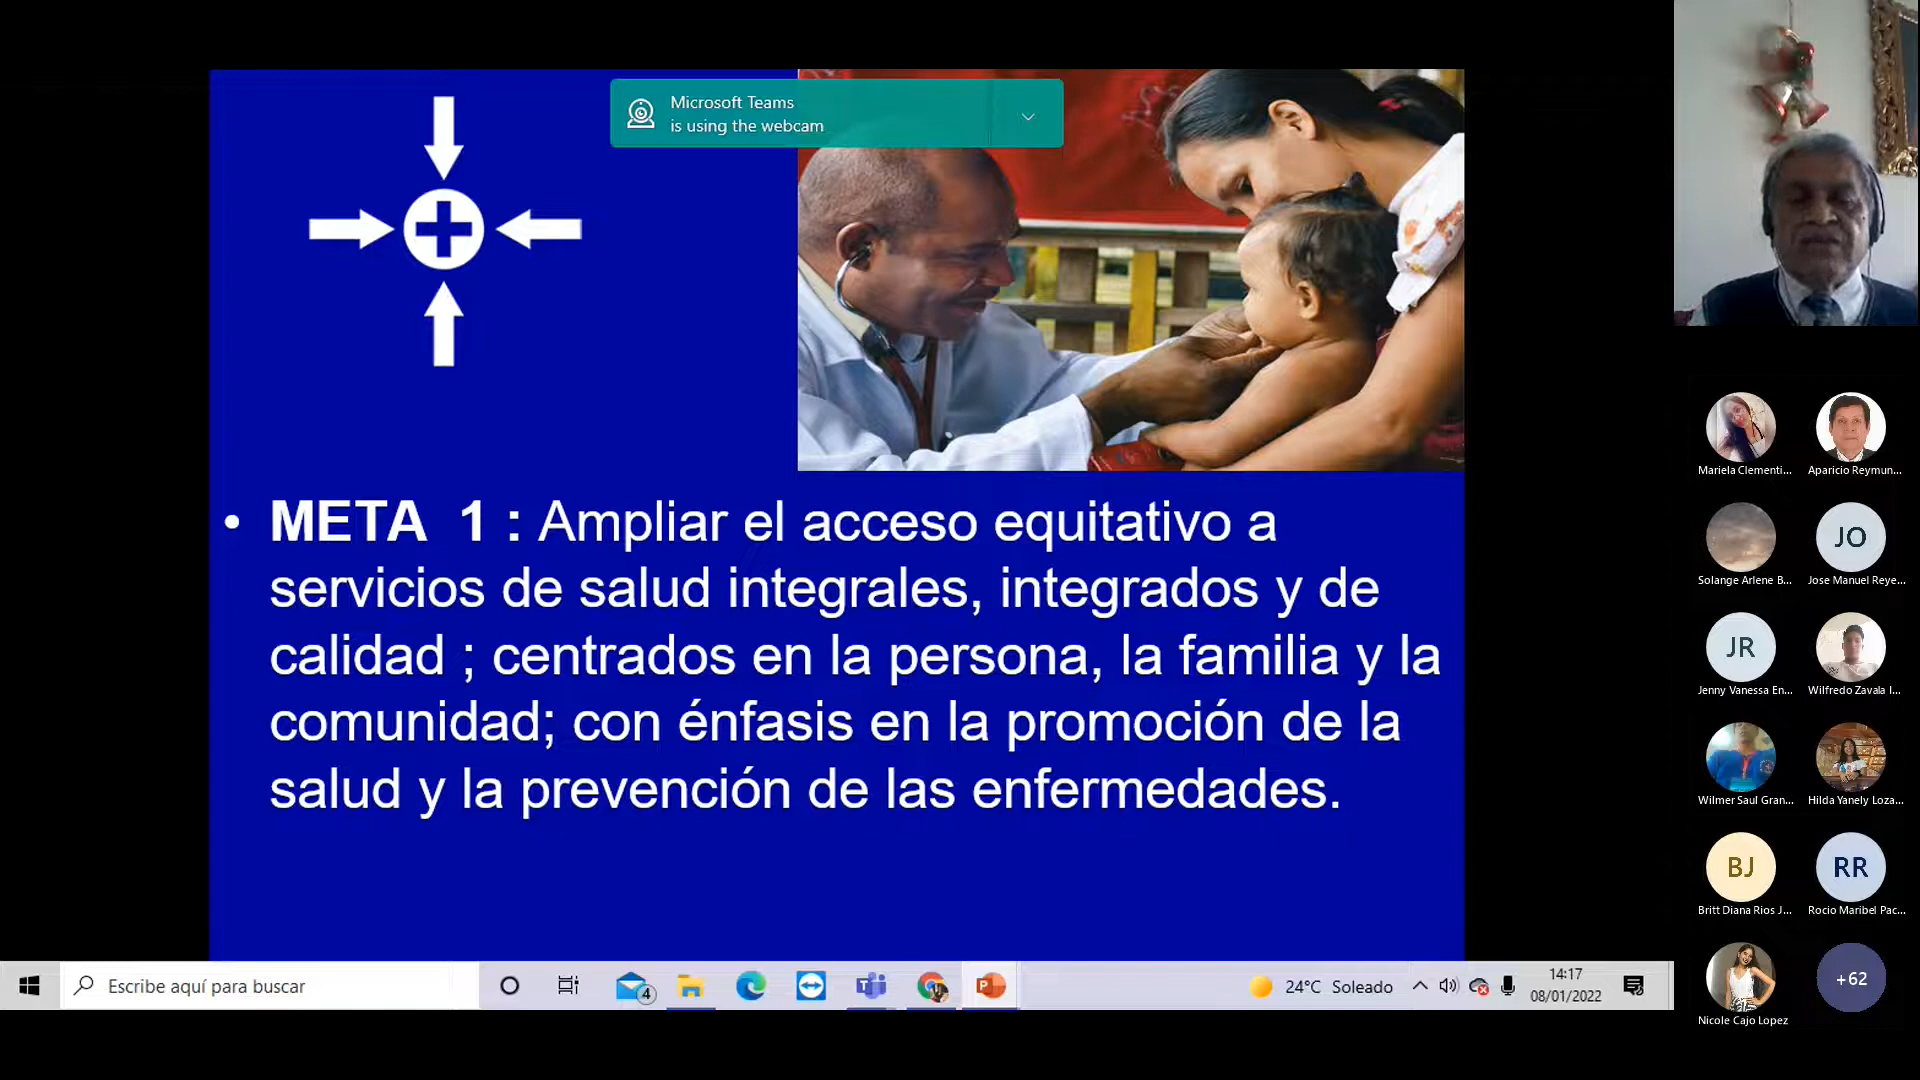 Microsoft Teams
is using the webcam
• META 1 : Ampliar el acceso equitativo a
servicios de salud integrales, integrados y de
calidad ; centrados en la persona, la familia y la
comunidad; con énfasis en la promoción de la
salud y la prevención de las enfermedades.
Mariela Clementi...
Aparicio Reymun...
JO
Solange Arlene B...
Jose Manuel Reye...
JR
Jenny Vanessa En...
Wilfredo Zavala I...
Wilmer Saul Gran...
Hilda Yanely Loza...
BJ
RR
Britt Diana Rios J...
Rocio Maribel Pac...
+62
Nicole Cajo Lopez
Escribe aquí para buscar
4
24°C Soleado
14:17
08/01/2022